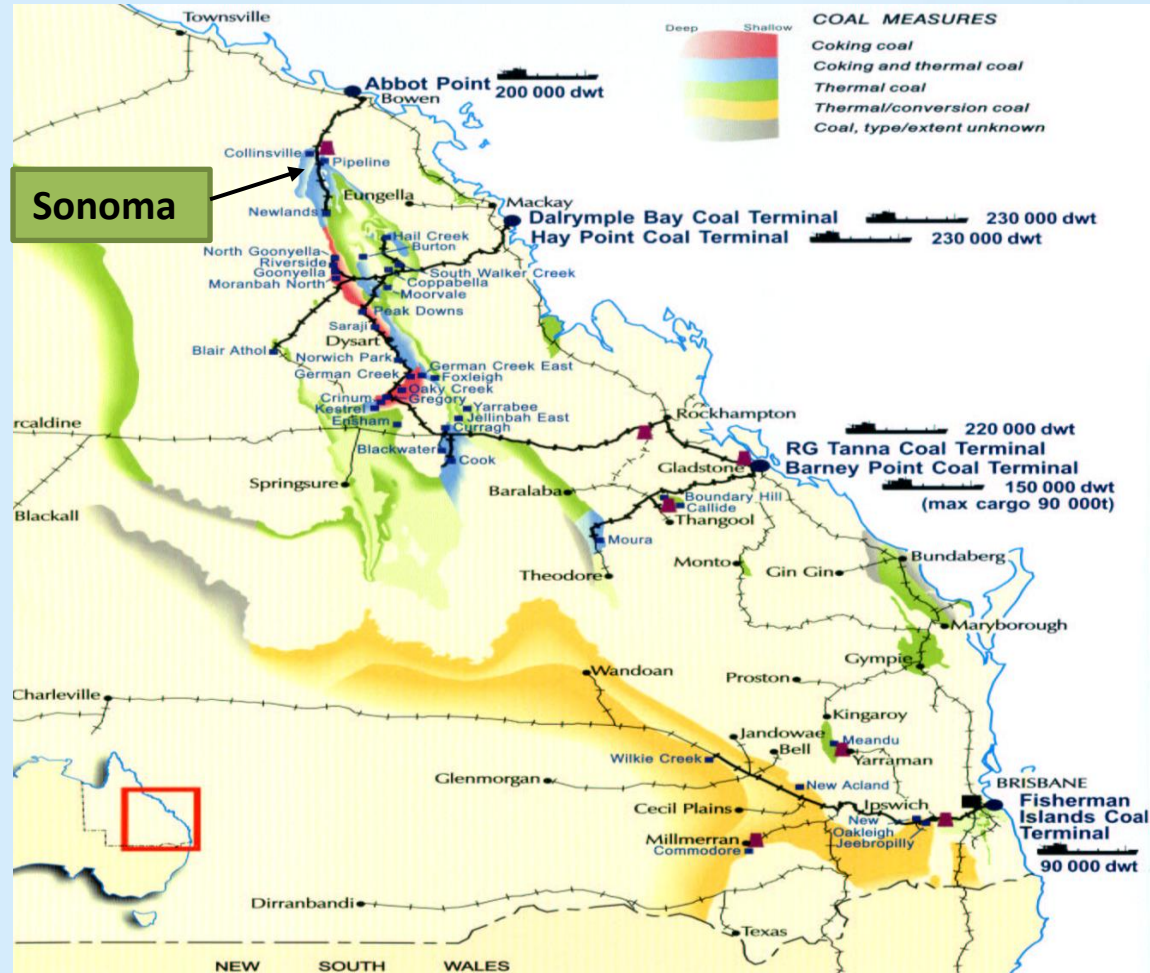 Townsville
COAL MEASURES
Deep Shallow
Coking coal
Coking and thermal coal
Thermal coal
Thermal/conversion coal
Coal, type/extent unknown
Abbot Point
200 000 dwt
Bowen
Collinsville
Pipeline
Sonoma
Eungella
Mackay
Newlands
Dalrymple Bay Coal Terminal
230 000 dwt
Hay Point Coal Terminal
230 000 dwt
Hail Creek
Burton
North Goonyella
Riverside
Goonyella
Moranbah North
South Walker Creek
Coppabella
Moorvale
Peak Downs
Saraji
Dysart
Blair Athol
Norwich Park
German Creek East
German Creek
Foxleigh
Oaky Creek
Crinum
Gregory
Kestrel
Yarrabee
Ensham
Jellinbah East
Curragh
Rockhampton
rcaldine
220 000 dwt
RG Tanna Coal Terminal
Blackwater
Cook
Gladstone
Barney Point Coal Terminal
150 000 dwt
(max cargo 90 000t)
Springsure
Baralaba
Boundary Hill
Callide
Thangool
Blackall
Moura
Theodore
Monto
Gin Gin
Bundaberg
Maryborough
Gympie
Wandoan
Proston
Charleville
Kingaroy
Jandowae
Meandu
Bell
Yarraman
Wilkie Creek
Glenmorgan
New Acland
BRISBANE
Cecil Plains
Ipswich
Fisherman
Islands Coal
Terminal
New
Oakleigh
Jeebropilly
Millmerran
Commodore
90 000 dwt
Dirranbandi
Texas
NEW SOUTH WALES